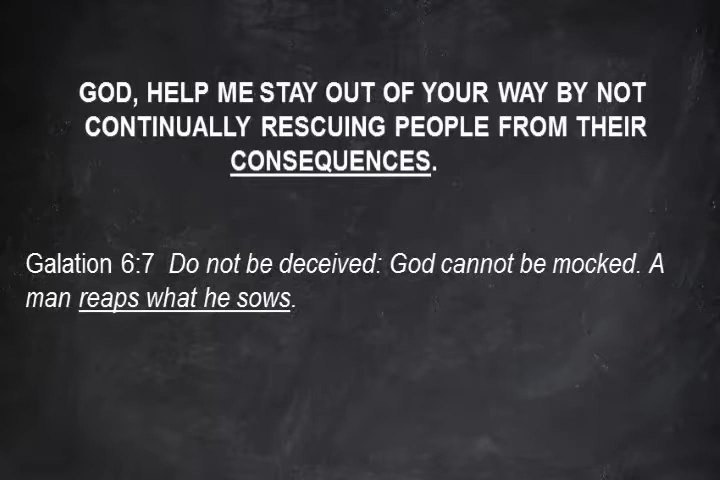 GOD, HELP ME STAY OUT OF YOUR WAY BY NOT
CONTINUALLY RESCUING PEOPLE FROM THEIR
CONSEQUENCES.
Galation 6:7 Do not be deceived: God cannot be mocked. A
man reaps what he sows.